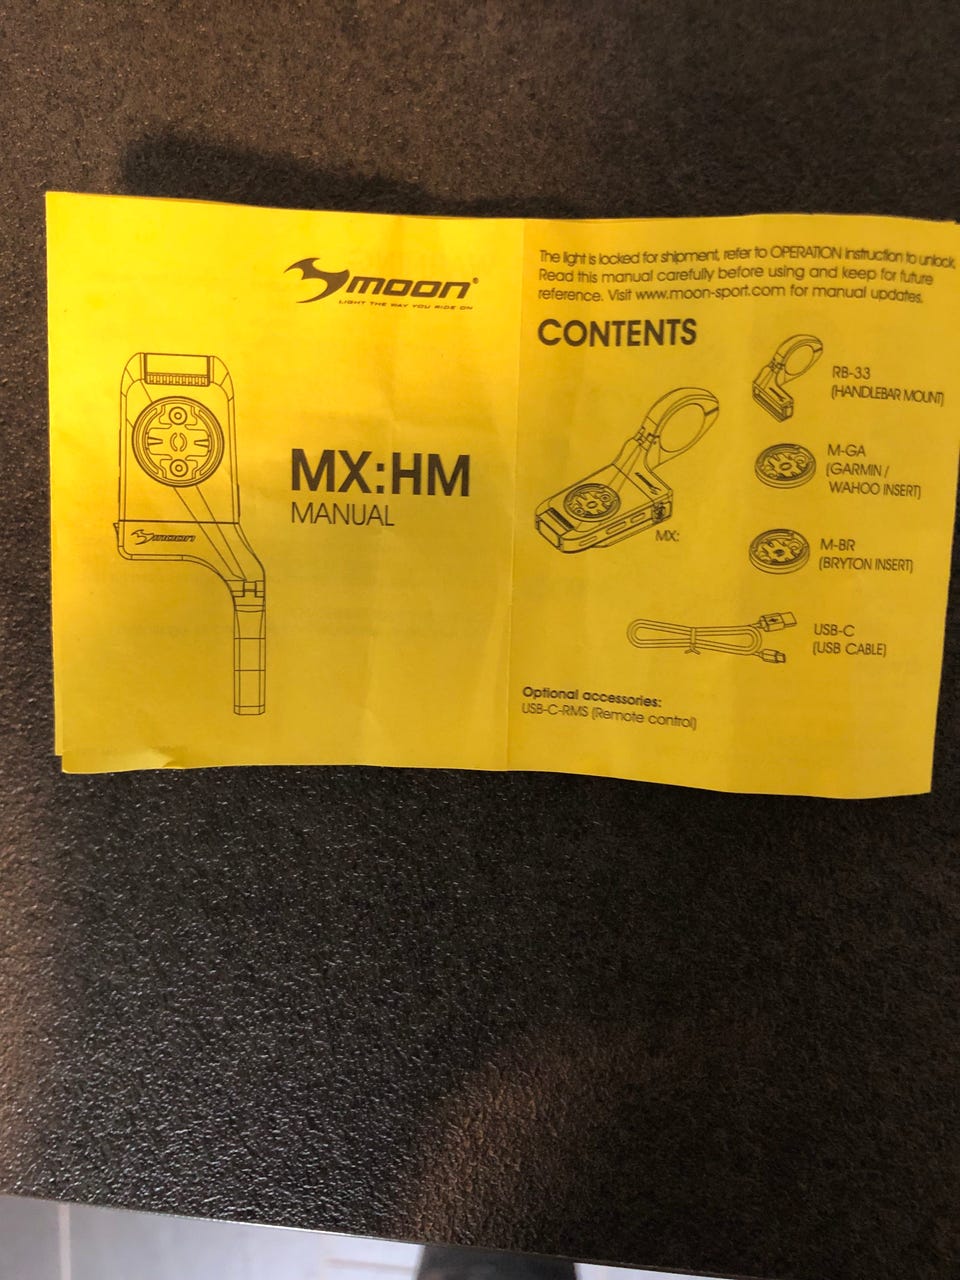 moon®
LIGHT THE WAY YOU RIDE ON
moon
MX:HM
MANUAL
The light is locked for shipment, refer to OPERATION instruction to unlock.
Read this manual carefully before using and keep for future
reference. Visit www.moon-sport.com for manual updates.
CONTENTS
MX:
RB-33
(HANDLEBAR MOUNT)
M-GA
(GARMIN /
WAHOO INSERT)
M-BR
(BRYTON INSERT)
USB-C
(USB CABLE)
Optional accessories:
USB-C-RMS (Remote control)